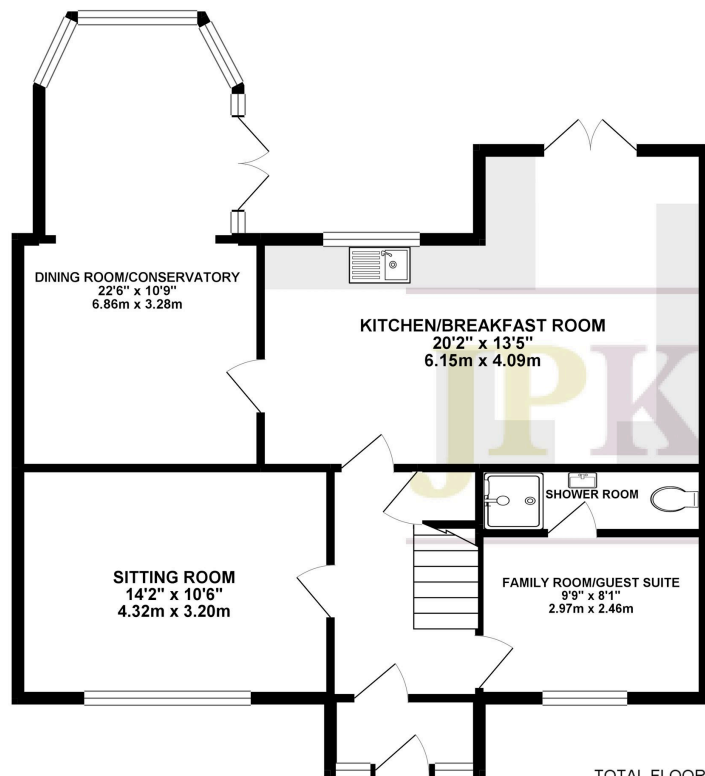 DINING ROOM/CONSERVATORY
22'6" x 10'9"
6.86m x 3.28m
KITCHEN/BREAKFAST ROOM
20'2" x 13'5"
6.15m x 4.09m
JPK
SHOWER ROOM
SITTING ROOM
14'2" x 10'6"
4.32m x 3.20m
FAMILY ROOM/GUEST SUITE
9'9" x 8'1"
2.97m x 2.46m
TOTAL FLOOR